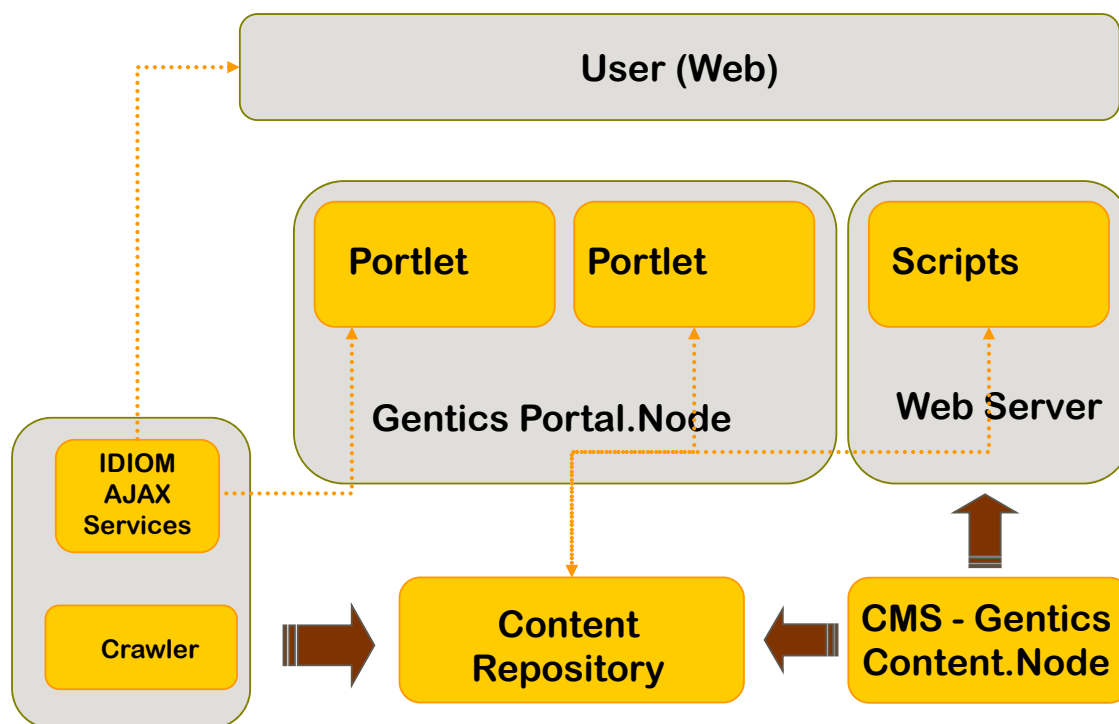 User (Web)
Portlet
Portlet
Scripts
Gentics Portal.Node
Web Server
IDIOM
AJAX
Services
Crawler
Content
Repository
CMS - Gentics
Content.Node